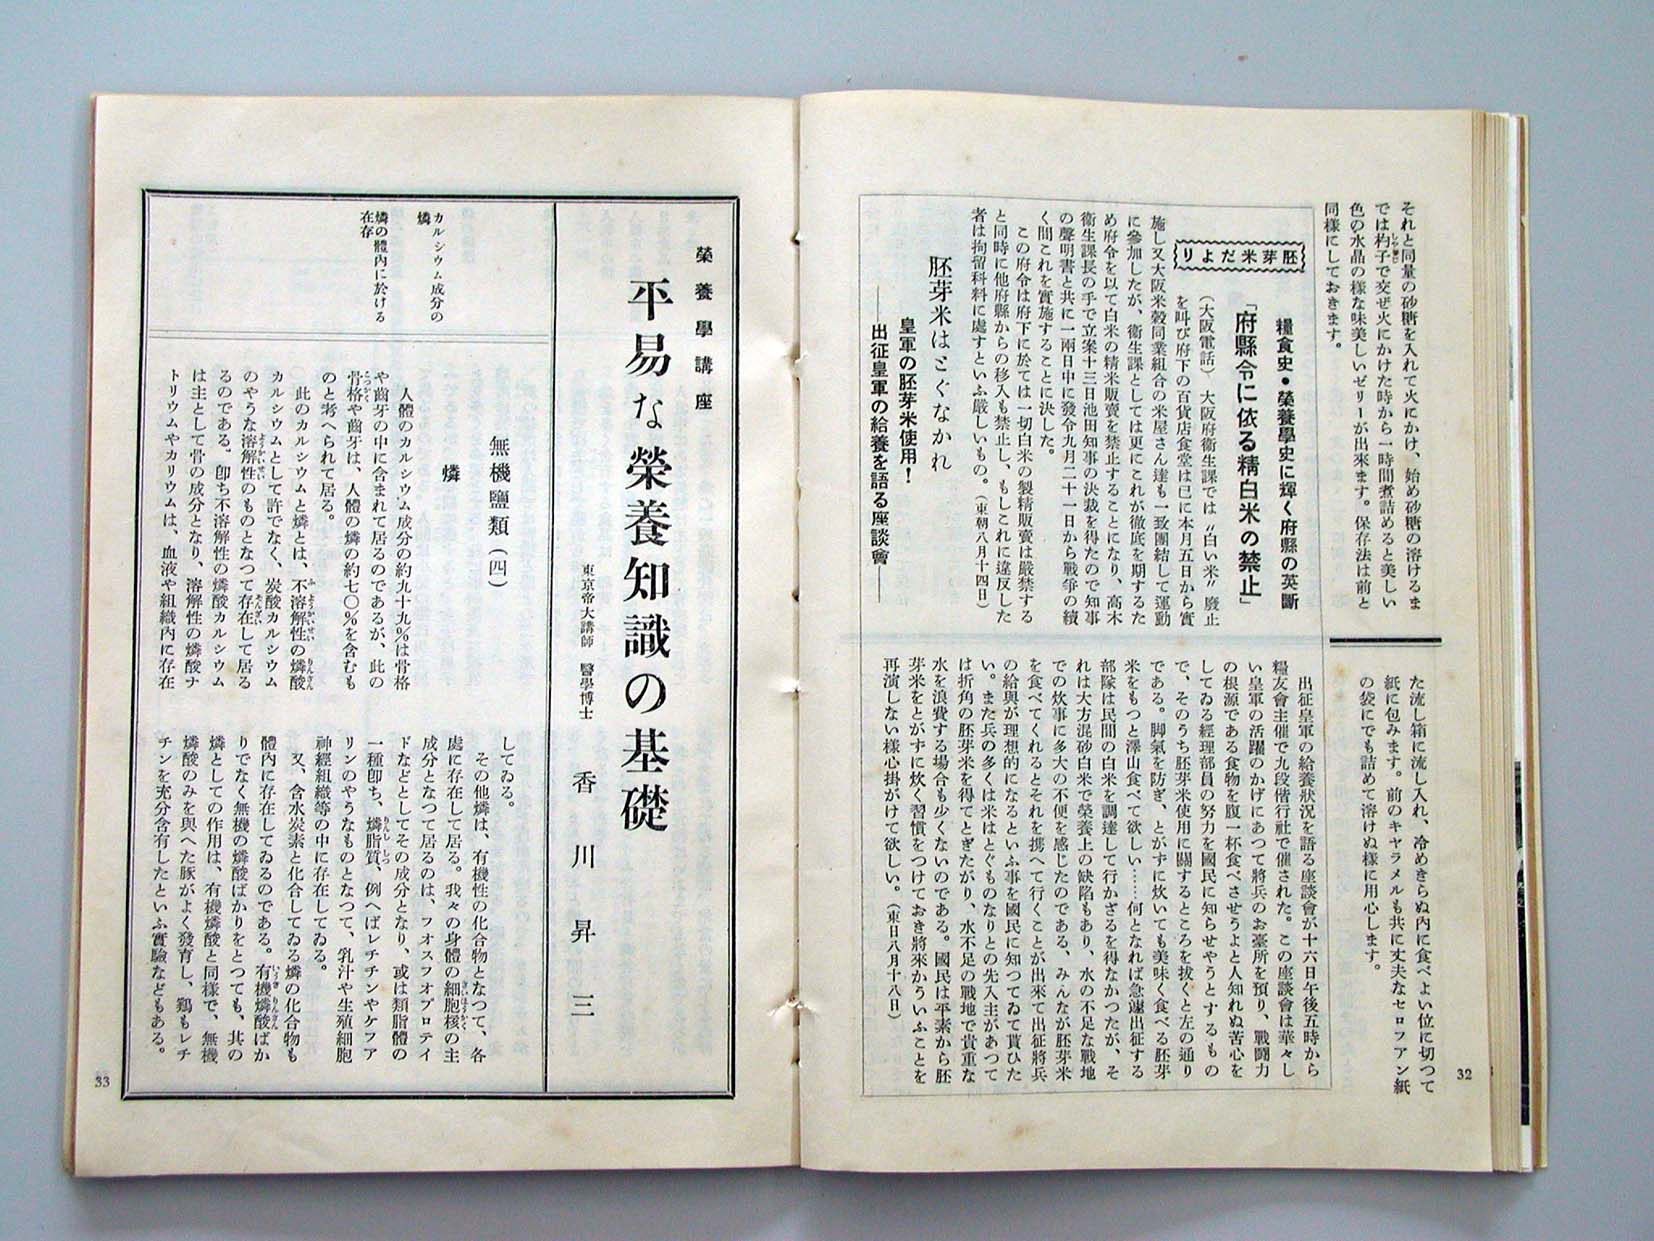 それと同量の砂糖を入れて火にかけ、始め砂糖の溶けるま
では杓子で交ぜ火にかけた時から一時間煮詰めると美しい
色の水晶の様な味美しいゼリーが出來ます。保存法は前と
同樣にしておきます。
た流し箱に流し入れ、冷めきらぬ內に食べよい位に切つて
紙に包みます。前のキャラメルも共に丈夫なセロフアン紙
の袋にでも詰めて溶けぬ樣に用心します。
胚芽米だより
糧食史・榮養學史に輝く府縣の英斷
「府縣令に依る精白米の禁止」
(大阪電話) 大阪府衞生課では〝白い米〟廢止
を叫び府下の百貨店食堂は已に本月五日から實
施し又大阪米穀同業組合の米屋さん達も一致團結して運動
に參加したが、衞生課としては更にこれが徹底を期するた
め府令を以て白米の精米販賣を禁止することになり、高木
衞生課長の手で立案十三日池田知事の決裁を得たので知事
の聲明書と共に一兩日中に發令九月二十一日から戰爭の續
く間これを實施することに決した。
この府令は府下に於ては一切白米の製精販賣は嚴禁する
と同時に他府縣からの移入も禁止し、もしこれに違反した
者は拘留科料に處すといふ嚴しいもの。(東朝八月十四日)
胚芽米はとぐなかれ
皇軍の胚芽米使用!
——出征皇軍の給養を語る座談會——
出征皇軍の給養狀況を語る座談會が十六日午後五時から
糧友會主催で九段偕行社で催された。この座談會は華々し
い皇軍の活躍のかげにあつて將兵のお臺所を預り、戰鬪力
の根源である食物を腹一杯食べさせうよと人知れぬ苦心を
してゐる經理部員の努力を國民に知らせやうとするもの
で、そのうち胚芽米使用に關するところを拔くと左の通り
である。脚氣を防ぎ、とがずに炊いても美味く食べる胚芽
米をもつと澤山食べて欲しい……何となれば急遽出征する
部隊は民間の白米を調達して行かざるを得なかつたが、そ
れは大方混砂白米で榮養上の缺陷もあり、水の不足な戰地
での炊事に多大の不便を感じたのである、みんなが胚芽米
を食べてくれるとそれを携へて行くことが出來て出征將兵
の給與が理想的になるといふ事を國民に知つてゐて貰ひた
い。また兵の多くは米はとぐものなりとの先入主があつて
は折角の胚芽米を得てとぎたがり、水不足の戰地で貴重な
水を浪費する場合も少くないのである。國民は平素から胚
芽米をとがずに炊く習慣をつけておき將來かういふことを
再演しない樣心掛けて欲しい。(東日八月十八日)
32
榮養學講座
平易な榮養知識の基礎
東京帝大講師 醫學博士 香川昇三
カルシウム成分の
燐
燐の體內に於ける
在存
無機鹽類(四)
燐
人體のカルシウム成分の約九十九%は骨格
や齒牙の中に含まれて居るのであるが、此の
骨格や齒牙は、人體の燐の約七〇%を含むも
のと考へられて居る。
此のカルシウムと燐とは、不溶解性の燐酸
カルシウムとして許でなく、炭酸カルシウム
のやうな溶解性のものとなつて存在して居る
るのである。卽ち不溶解性の燐酸カルシウム
は主として骨の成分となり、溶解性の燐酸ナ
トリウムやカリウムは、血液や組織內に存在
してゐる。
その他燐は、有機性の化合物となつて、各
處に存在して居る。我々の身體の細胞核の主
成分となつて居るのは、フオスフオプロテイ
ドなどとしてその成分となり、或は類脂體の
一種卽ち、燐脂質、例へばレチチンやケフア
リンのやうなものとなつて、乳汁や生殖細胞
神經組織等の中に存在してゐる。
又、含水炭素と化合してゐる燐の化合物も
體內に存在してゐるのである。有機燐酸ばか
りでなく無機の燐酸ばかりをとつても、其の
燐としての作用は、有機燐酸と同樣で、無機
燐酸のみを與へた豚がよく發育し、鷄もレチ
チンを充分含有したといふ實驗などもある。
33